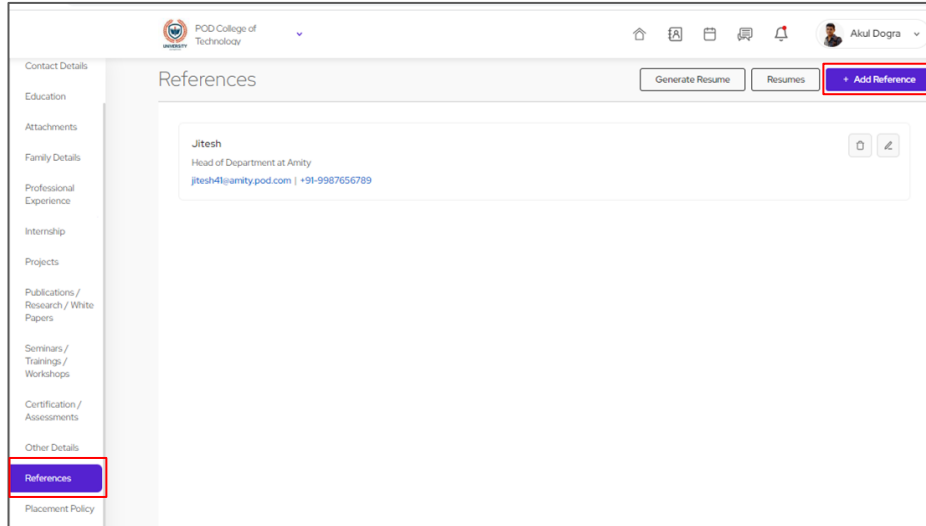 POD College of
Technology
UNIVERSITY
Akul Dogra
Contact Details
Education
Attachments
Family Details
Professional
Experience
Internship
Projects
Publications /
Research / White
Papers
Seminars /
Trainings /
Workshops
Certification /
Assessments
Other Details
References
Placement Policy
References
Generate Resume
Resumes
+ Add Reference
Jitesh
Head of Department at Amity
jitesh41@amity.pod.com | +91-9987656789